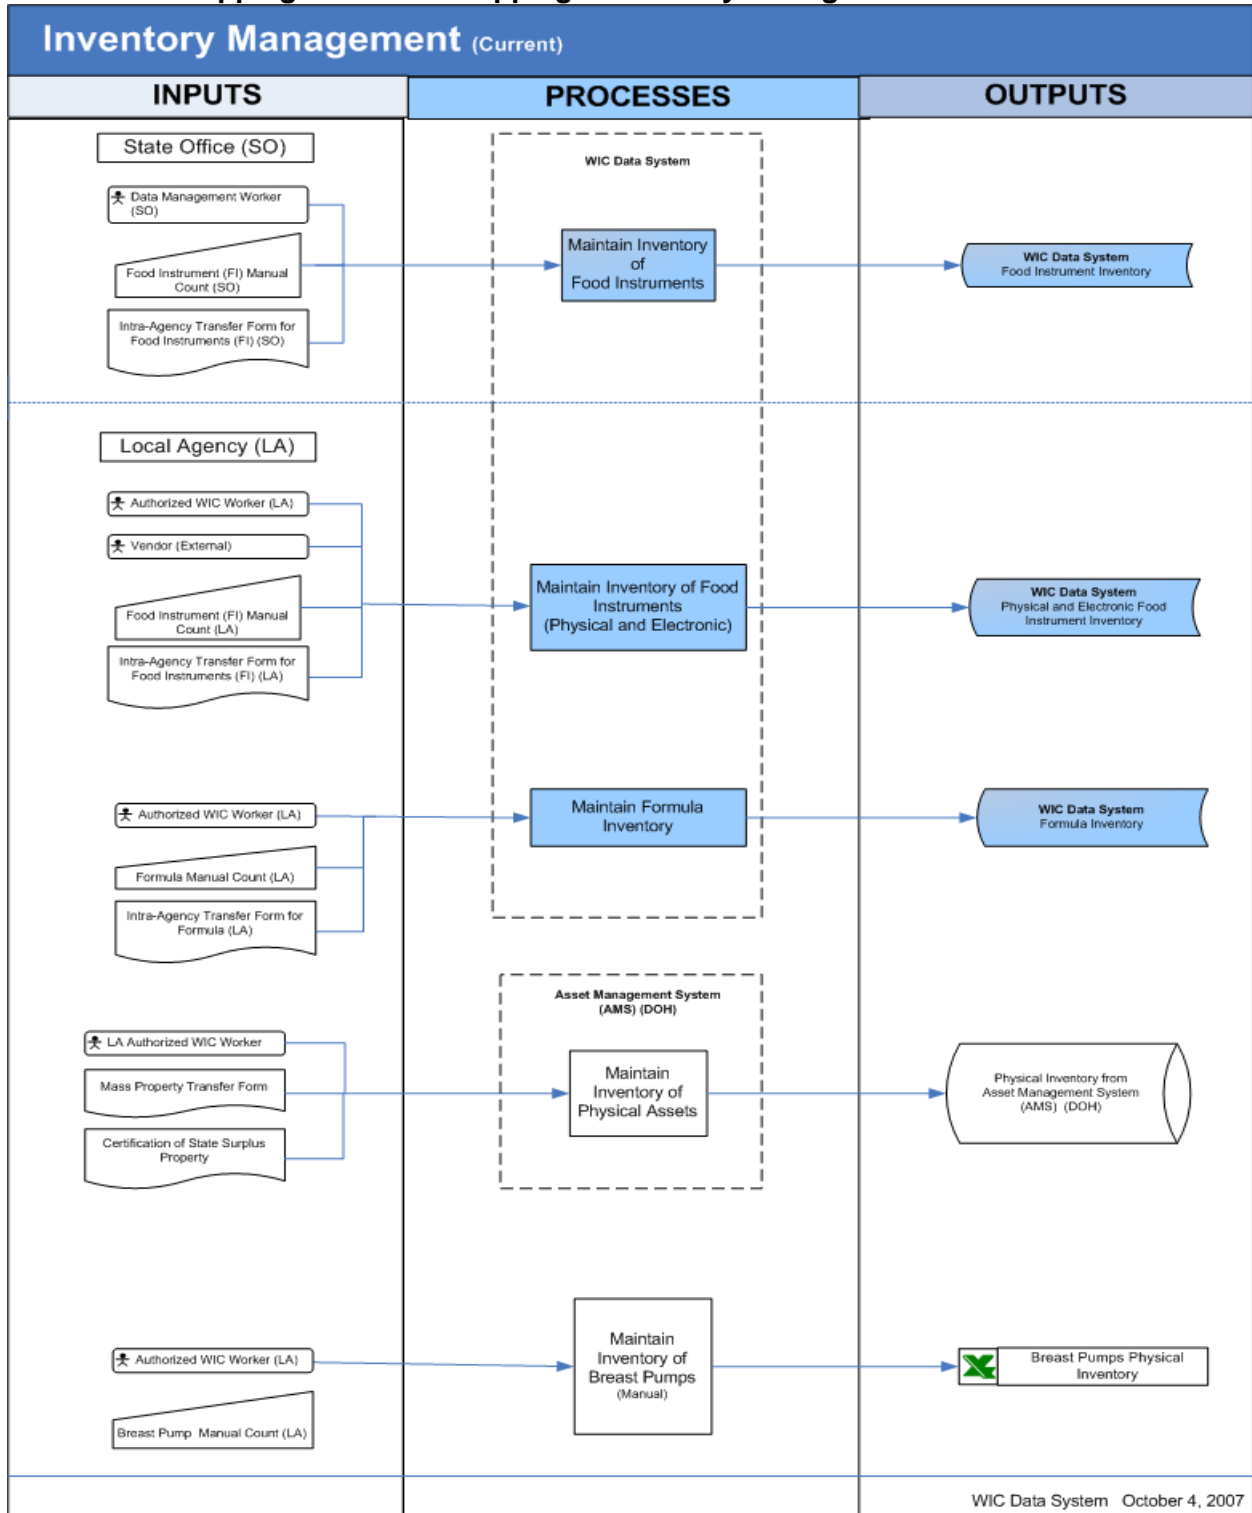 Inventory Management (Current)
INPUTS
PROCESSES
OUTPUTS
State Office (SO)
WIC Data System
Data Management Worker
(SO)
Food Instrument (FI) Manual
Count (SO)
Intra-Agency Transfer Form for
Food Instruments (FI) (SO)
Maintain Inventory
of
Food Instruments
WIC Data System
Food Instrument Inventory
Local Agency (LA)
Authorized WIC Worker (LA)
Vendor (External)
Food Instrument (FI) Manual
Count (LA)
Intra-Agency Transfer Form for
Food Instruments (FI) (LA)
Maintain Inventory of Food
Instruments
(Physical and Electronic)
WIC Data System
Physical and Electronic Food
Instrument Inventory
Authorized WIC Worker (LA)
Formula Manual Count (LA)
Intra-Agency Transfer Form for
Formula (LA)
Maintain Formula
Inventory
WIC Data System
Formula Inventory
Asset Management System
(AMS) (DOH)
LA Authorized WIC Worker
Mass Property Transfer Form
Certification of State Surplus
Property
Maintain
Inventory of
Physical Assets
Physical Inventory from
Asset Management System
(AMS) (DOH)
Authorized WIC Worker (LA)
Breast Pump Manual Count (LA)
Maintain
Inventory of
Breast Pumps
(Manual)
Breast Pumps Physical
Inventory
WIC Data System October 4, 2007